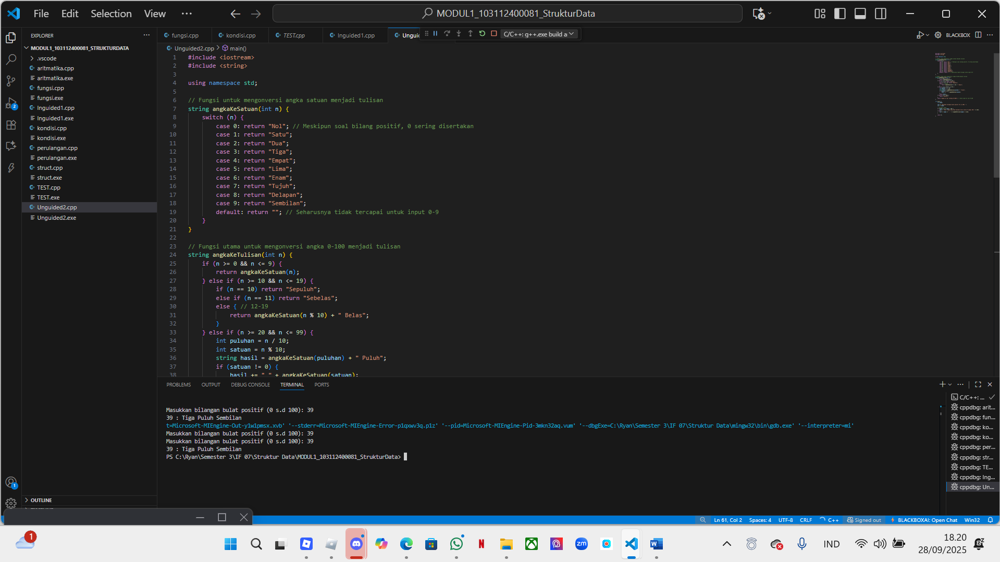 File Edit Selection View ··· MODUL1_103112400081_StrukturData
EXPLORER ···
MODUL1_103112400081_STRUKTURDATA
.vscode
aritmatika.cpp
aritmatika.exe
fungsi.cpp
fungsi.exe
Inguided1.cpp
Inguided1.exe
kondisi.cpp
kondisi.exe
perulangan.cpp
perulangan.exe
struct.cpp
struct.exe
TEST.cpp
TEST.exe
Unguided2.cpp
Unguided2.exe
OUTLINE
2
1
fungsi.cpp kondisi.cpp TEST.cpp Inguided1.cpp Ungui C/C++: g++.exe build a BLACKBOX ···
Unguided2.cpp > main()
1 #include <iostream>
2 #include <string>
3
4 using namespace std;
5
6 // Fungsi untuk mengonversi angka satuan menjadi tulisan
7 string angkaKeSatuan(int n) {
8 switch (n) {
9 case 0: return "Nol"; // Meskipun soal bilang positif, 0 sering disertakan
10 case 1: return "Satu";
11 case 2: return "Dua";
12 case 3: return "Tiga";
13 case 4: return "Empat";
14 case 5: return "Lima";
15 case 6: return "Enam";
16 case 7: return "Tujuh";
17 case 8: return "Delapan";
18 case 9: return "Sembilan";
19 default: return ""; // Seharusnya tidak tercapai untuk input 0-9
20 }
21 }
22
23 // Fungsi utama untuk mengonversi angka 0-100 menjadi tulisan
24 string angkaKeTulisan(int n) {
25 if (n >= 0 && n <= 9) {
26 return angkaKeSatuan(n);
27 } else if (n >= 10 && n <= 19) {
28 if (n == 10) return "Sepuluh";
29 else if (n == 11) return "Sebelas";
30 else { // 12-19
31 return angkaKeSatuan(n % 10) + " Belas";
32 }
33 } else if (n >= 20 && n <= 99) {
34 int puluhan = n / 10;
35 int satuan = n % 10;
36 string hasil = angkaKeSatuan(puluhan) + " Puluh";
37 if (satuan != 0) {
38 hasil += " " + angkaKeSatuan(satuan);
PROBLEMS OUTPUT DEBUG CONSOLE TERMINAL PORTS
Masukkan bilangan bulat positif (0 s.d 100): 39
39 : Tiga Puluh Sembilan
t=Microsoft-MIEngine-Out-y1w1pmsx.xvb' '--stderr=Microsoft-MIEngine-Error-p1qxwv3q.p1z' '--pid=Microsoft-MIEngine-Pid-3mkn32aq.vum' '--dbgExe=C:\Ryan\Semester 3\IF 07\Struktur Data\mingw32\bin\gdb.exe' '--interpreter=mi'
Masukkan bilangan bulat positif (0 s.d 100): 39
Masukkan bilangan bulat positif (0 s.d 100): 39
39 : Tiga Puluh Sembilan
PS C:\Ryan\Semester 3\IF 07\Struktur Data\MODUL1_103112400081_StrukturData>
C/C++: ...
cppdbg: arit...
cppdbg: fun...
cppdbg: ko...
cppdbg: ko...
cppdbg: per...
cppdbg: str...
cppdbg: TE...
cppdbg: Ing...
cppdbg: Un...
Ln 61, Col 2 Spaces: 4 UTF-8 CRLF C++ Signed out BLACKBOXAI: Open Chat Win32
1
zm
N
W
IND
18.20
28/09/2025